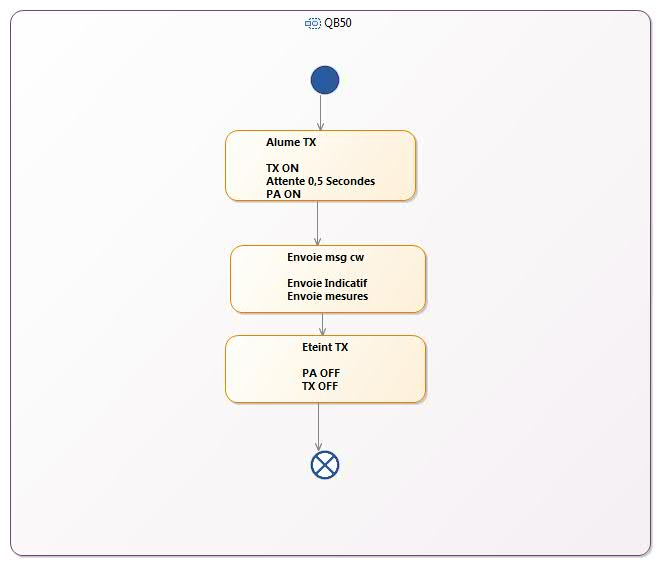 QB50
Alume TX
TX ON
Attente 0,5 Secondes
PA ON
Envoie msg cw
Envoie Indicatif
Envoie mesures
Eteint TX
PA OFF
TX OFF